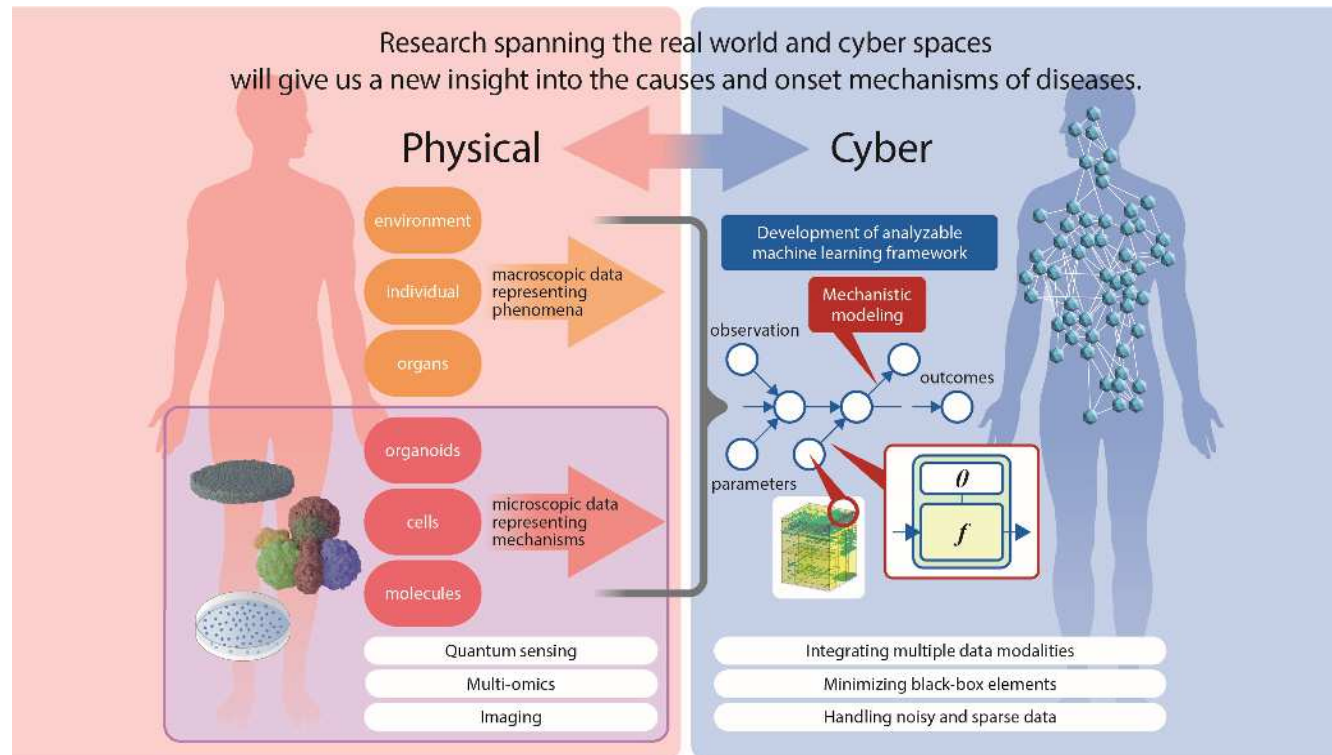 Research spanning the real world and cyber spaces
will give us a new insight into the causes and onset mechanisms of diseases.
Physical
Cyber
environment
individual
organs
macroscopic data
representing
phenomena
organoids
cells
molecules
microscopic data
representing
mechanisms
Quantum sensing
Multi-omics
Imaging
Development of analyzable
machine learning framework
Mechanistic
modeling
observation
outcomes
parameters
θ
f
Integrating multiple data modalities
Minimizing black-box elements
Handling noisy and sparse data